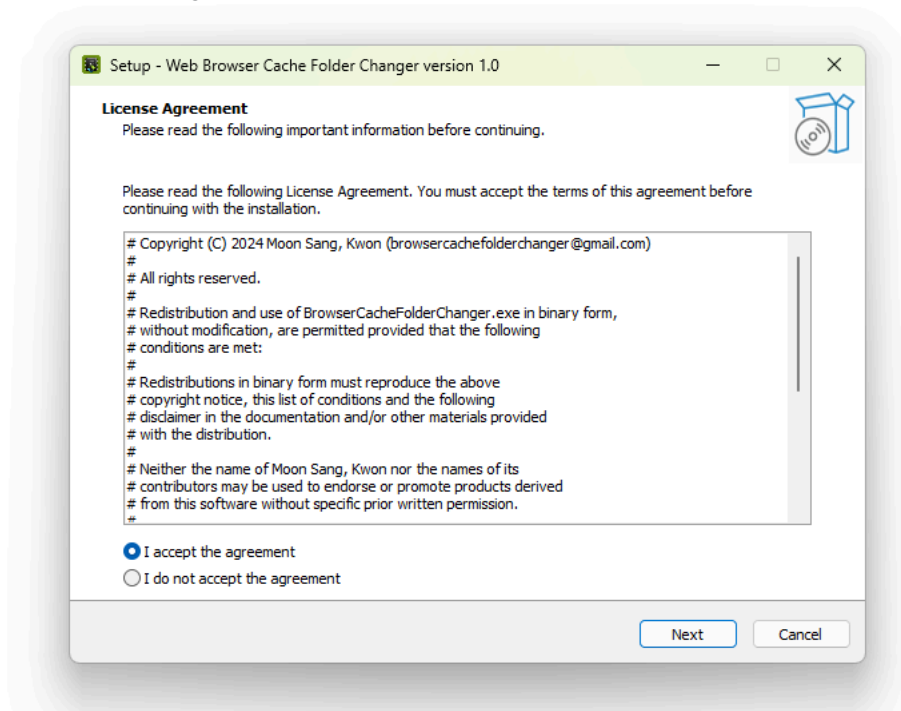 Setup - Web Browser Cache Folder Changer version 1.0
License Agreement
Please read the following important information before continuing.
Please read the following License Agreement. You must accept the terms of this agreement before
continuing with the installation.
# Copyright (C) 2024 Moon Sang, Kwon (browsercachefolderchanger@gmail.com)
#
# All rights reserved.
#
# Redistribution and use of BrowserCacheFolderChanger.exe in binary form,
# without modification, are permitted provided that the following
# conditions are met:
#
# Redistributions in binary form must reproduce the above
# copyright notice, this list of conditions and the following
# disclaimer in the documentation and/or other materials provided
# with the distribution.
#
# Neither the name of Moon Sang, Kwon nor the names of its
# contributors may be used to endorse or promote products derived
# from this software without specific prior written permission.
#
I accept the agreement
I do not accept the agreement
Next
Cancel